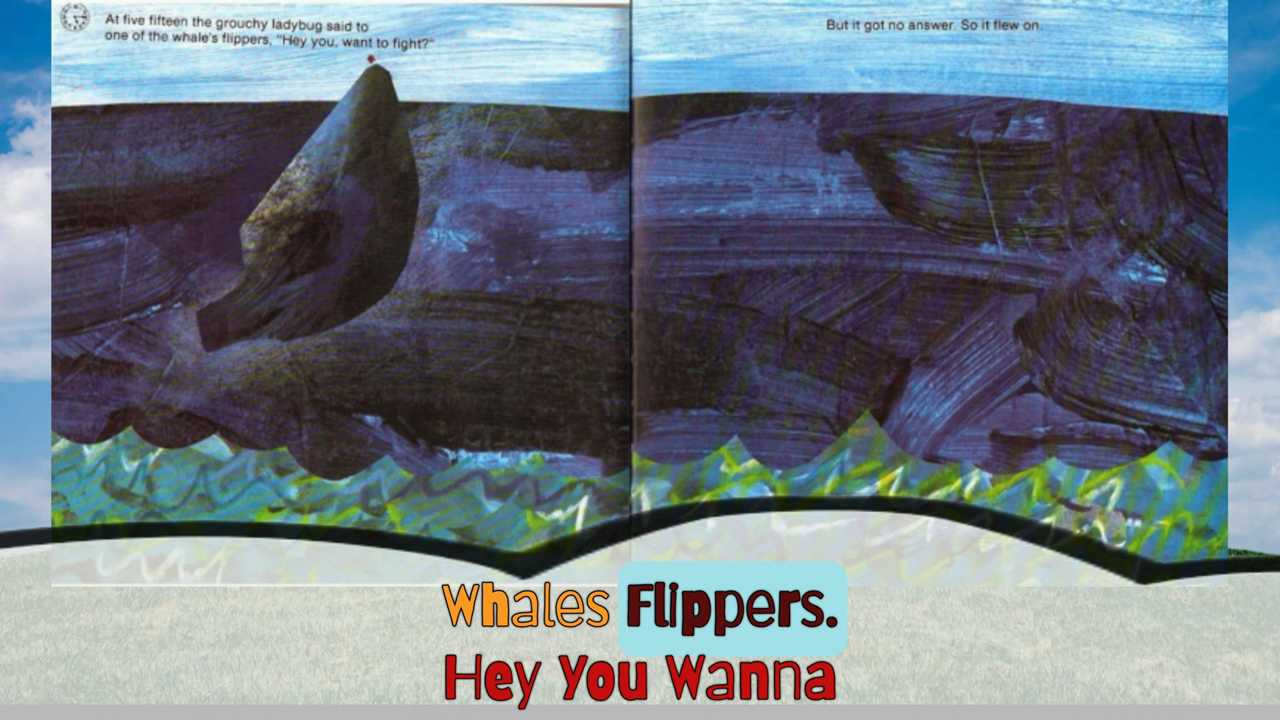 At five fifteen the grouchy ladybug said to
one of the whale's flippers, "Hey you, want to fight?"
But it got no answer. So it flew on.
Whales Flippers.
Hey You Wanna